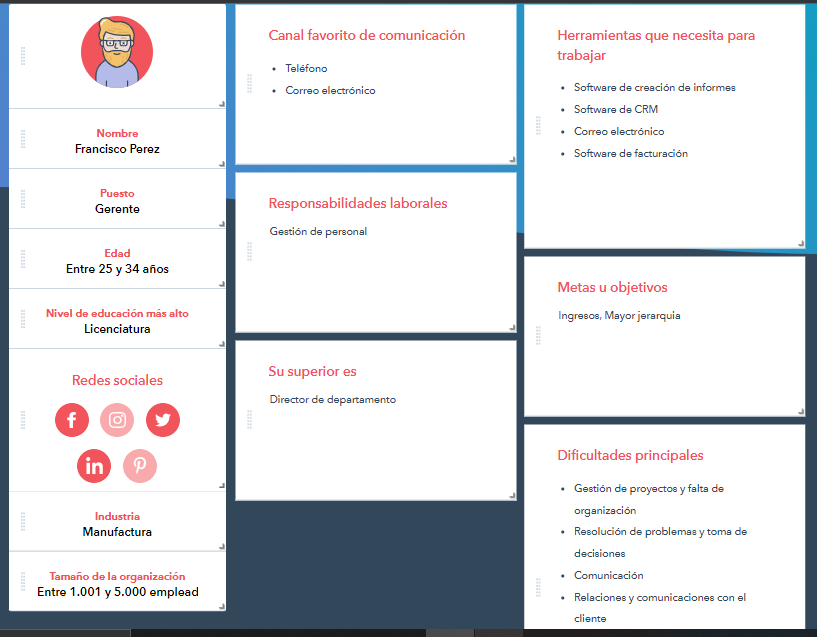 Nombre
Francisco Perez
Puesto
Gerente
Edad
Entre 25 y 34 años
Nivel de educación más alto
Licenciatura
Redes sociales
Industria
Manufactura
Tamaño de la organización
Entre 1.001 y 5.000 emplead
Canal favorito de comunicación
Teléfono
Correo electrónico
Responsabilidades laborales
Gestión de personal
Su superior es
Director de departamento
Herramientas que necesita para
trabajar
Software de creación de informes
Software de CRM
Correo electrónico
Software de facturación
Metas u objetivos
Ingresos, Mayor jerarquia
Dificultades principales
Gestión de proyectos y falta de
organización
Resolución de problemas y toma de
decisiones
Comunicación
Relaciones y comunicaciones con el
cliente